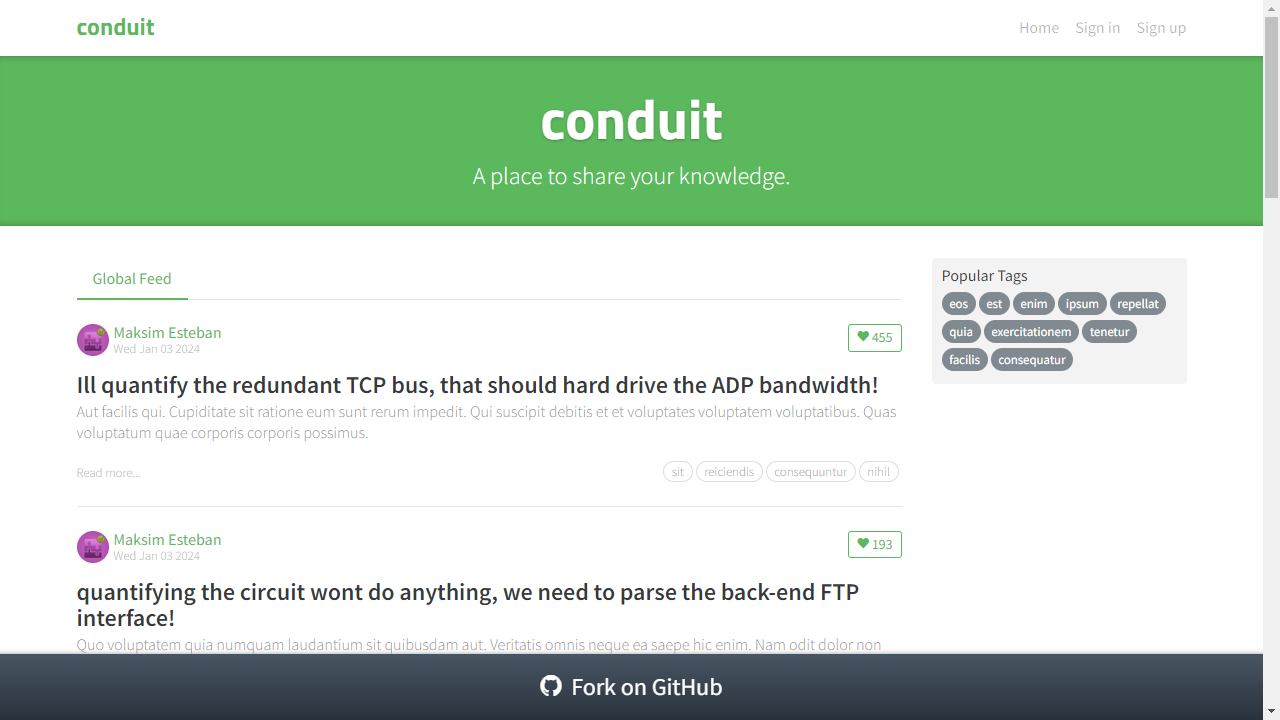 conduit
Home Sign in Sign up
conduit
A place to share your knowledge.
Global Feed
Maksim Esteban
Wed Jan 03 2024
455
Ill quantify the redundant TCP bus, that should hard drive the ADP bandwidth!
Aut facilis qui. Cupiditate sit ratione eum sunt rerum impedit. Qui suscipit debitis et et voluptates voluptatem voluptatibus. Quas
voluptatum quae corporis corporis possimus.
Read more...
sit reiciendis consequuntur nihil
Maksim Esteban
Wed Jan 03 2024
193
quantifying the circuit wont do anything, we need to parse the back-end FTP
interface!
Quo voluptatem quia numquam laudantium sit quibusdam aut. Veritatis omnis neque ea saepe hic enim. Nam odit dolor non
Popular Tags
eos est enim ipsum repellat
quia exercitationem tenetur
facilis consequatur
Fork on GitHub